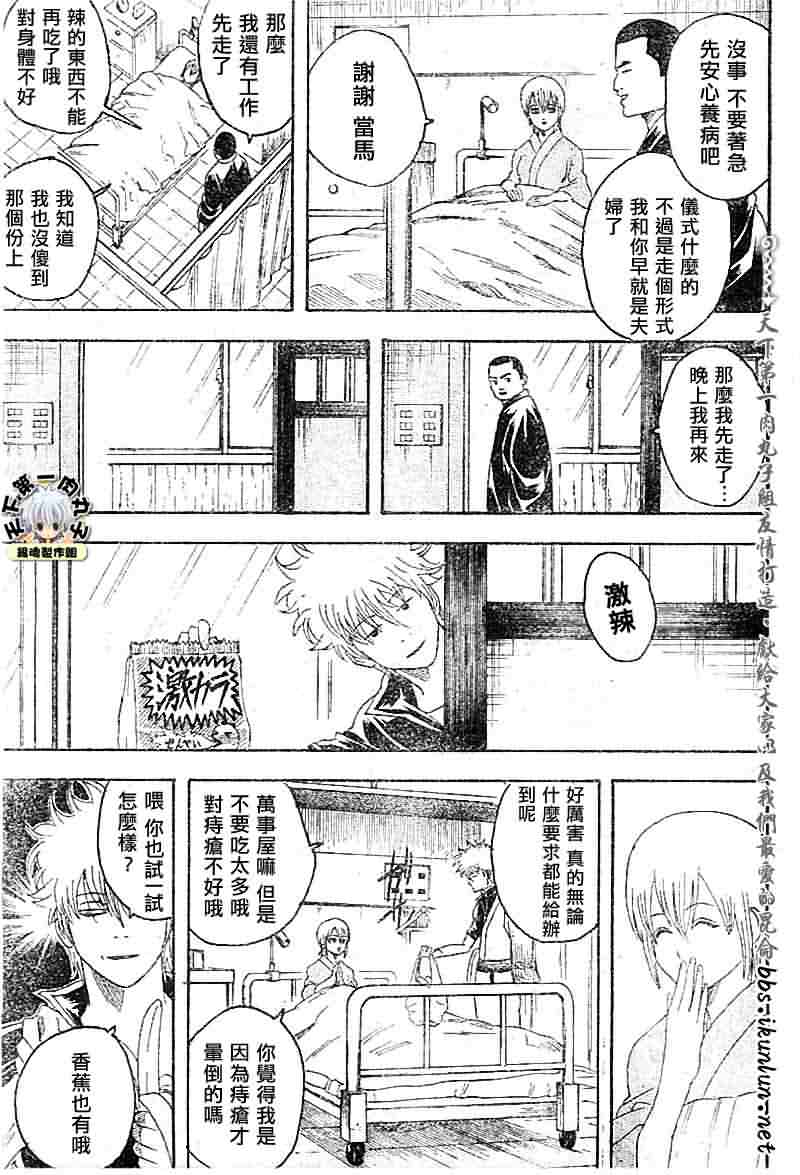 沒事 不要著急
先安心養病吧
儀式什麼的
不過是走個形式
我和你早就是夫
婦了
謝謝 當馬
那麼
我還有工作
先走了
辣的東西不能
再吃了哦
對身體不好
我知道
我也沒傻到
那個份上
那麼我先走了…
晚上我再來
激辣
激カラ
せんべい
好厲害 真的無論
什麼要求都能給辦
到呢
萬事屋嘛 但是
不要吃太多哦
對痔瘡不好哦
你覺得我是
因為痔瘡才
暈倒的嗎
喂 你也試一試
怎麼樣？
香蕉也有哦
天下第一肉丸子
銀魂製作組
天下第一肉丸子組友情打造
獻給大家以及我們最愛的昆侖
bbs.ikunlun.net